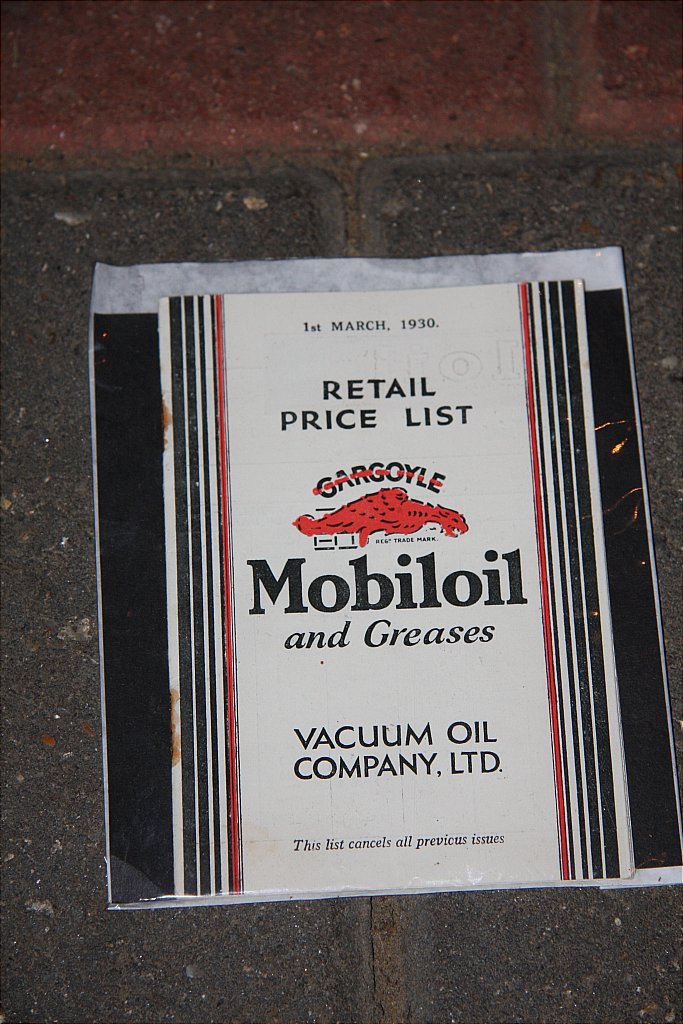 1st MARCH, 1930.
RETAIL
PRICE LIST
GARGOYLE
REGD TRADE MARK.
Mobiloil
and Greases
VACUUM OIL
COMPANY, LTD.
This list cancels all previous issues